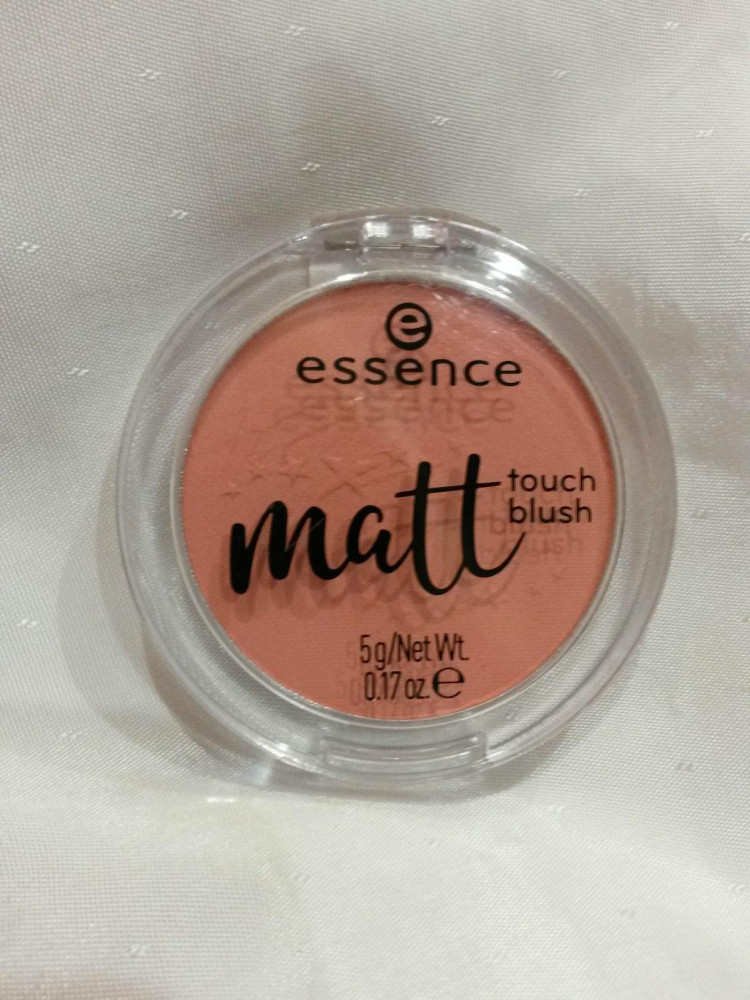 e
essence
matt touch
blush
5g/Net Wt.
0.17 oz. ℮